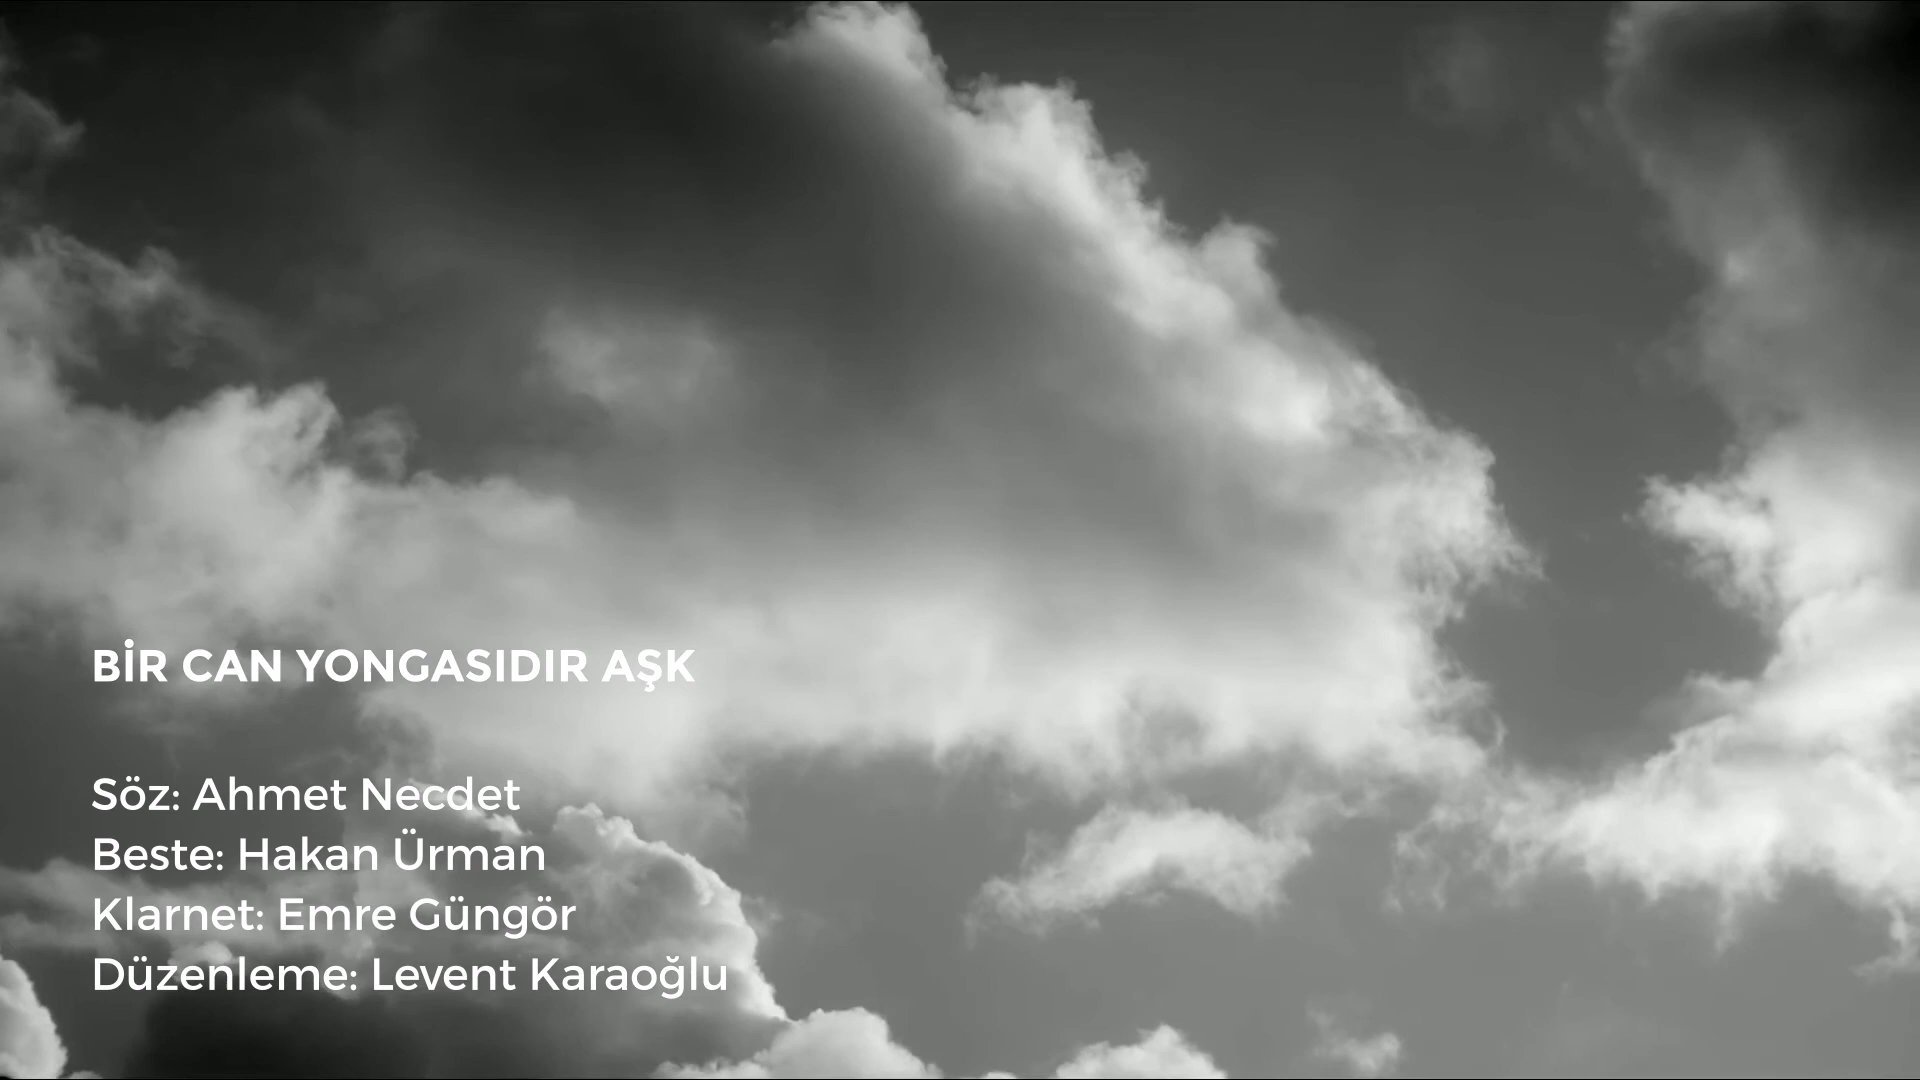 BİR CAN YONGASIDIR AŞK
Söz: Ahmet Necdet
Beste: Hakan Ürman
Klarnet: Emre Güngör
Düzenleme: Levent Karaoğlu